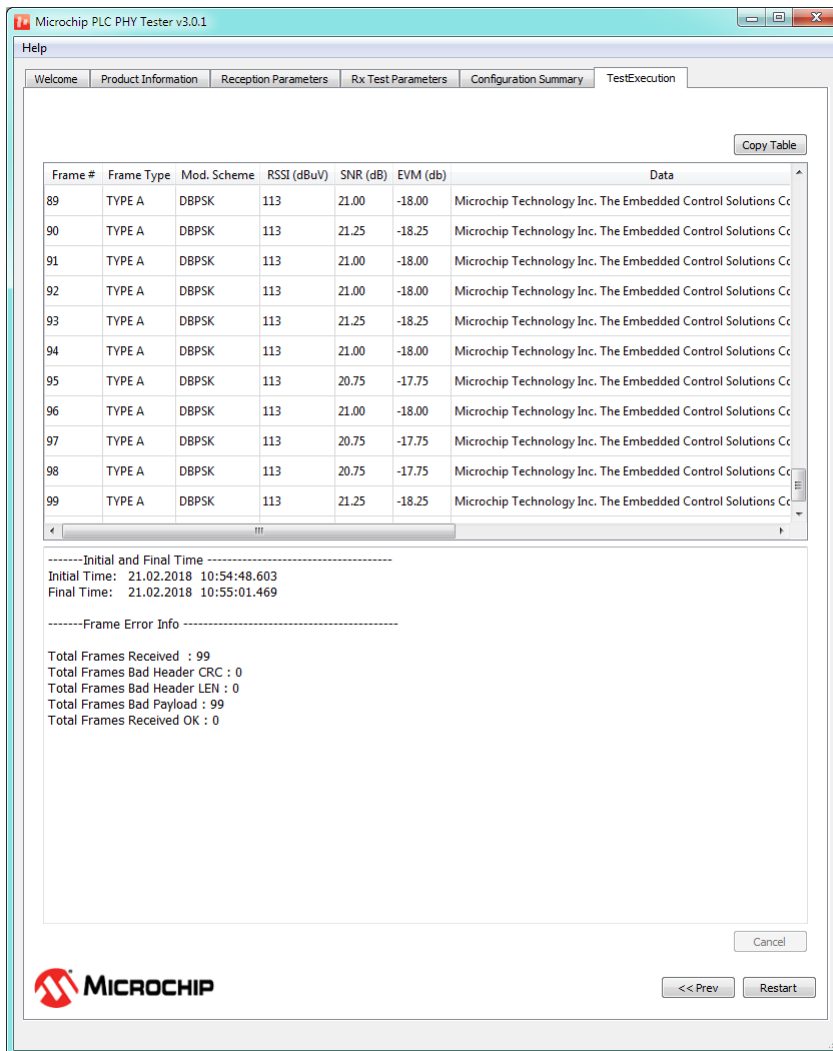 Microchip PLC PHY Tester v3.0.1
Help
Welcome Product Information Reception Parameters Rx Test Parameters Configuration Summary TestExecution
Copy Table
Frame # Frame Type Mod. Scheme RSSI (dBuV) SNR (dB) EVM (db) Data
89 TYPE A DBPSK 113 21.00 -18.00 Microchip Technology Inc. The Embedded Control Solutions Co
90 TYPE A DBPSK 113 21.25 -18.25 Microchip Technology Inc. The Embedded Control Solutions Co
91 TYPE A DBPSK 113 21.00 -18.00 Microchip Technology Inc. The Embedded Control Solutions Co
92 TYPE A DBPSK 113 21.00 -18.00 Microchip Technology Inc. The Embedded Control Solutions Co
93 TYPE A DBPSK 113 21.25 -18.25 Microchip Technology Inc. The Embedded Control Solutions Co
94 TYPE A DBPSK 113 21.00 -18.00 Microchip Technology Inc. The Embedded Control Solutions Co
95 TYPE A DBPSK 113 20.75 -17.75 Microchip Technology Inc. The Embedded Control Solutions Co
96 TYPE A DBPSK 113 21.00 -18.00 Microchip Technology Inc. The Embedded Control Solutions Co
97 TYPE A DBPSK 113 20.75 -17.75 Microchip Technology Inc. The Embedded Control Solutions Co
98 TYPE A DBPSK 113 20.75 -17.75 Microchip Technology Inc. The Embedded Control Solutions Co
99 TYPE A DBPSK 113 21.25 -18.25 Microchip Technology Inc. The Embedded Control Solutions Co
-------Initial and Final Time -------------------------------------
Initial Time: 21.02.2018 10:54:48.603
Final Time: 21.02.2018 10:55:01.469
-------Frame Error Info -------------------------------------------
Total Frames Received : 99
Total Frames Bad Header CRC : 0
Total Frames Bad Header LEN : 0
Total Frames Bad Payload : 99
Total Frames Received OK : 0
Cancel
MICROCHIP
<< Prev Restart